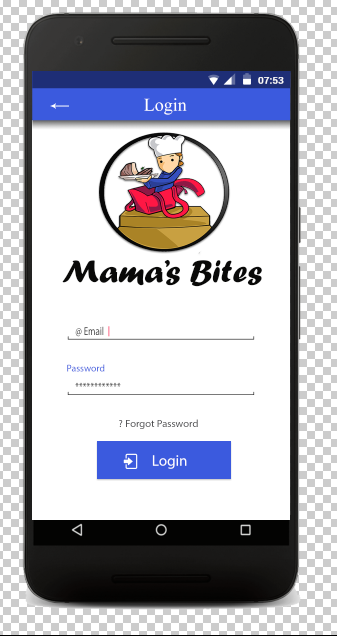 07:53
← Login
Mama's Bites
@ Email
Password
************
? Forgot Password
Login